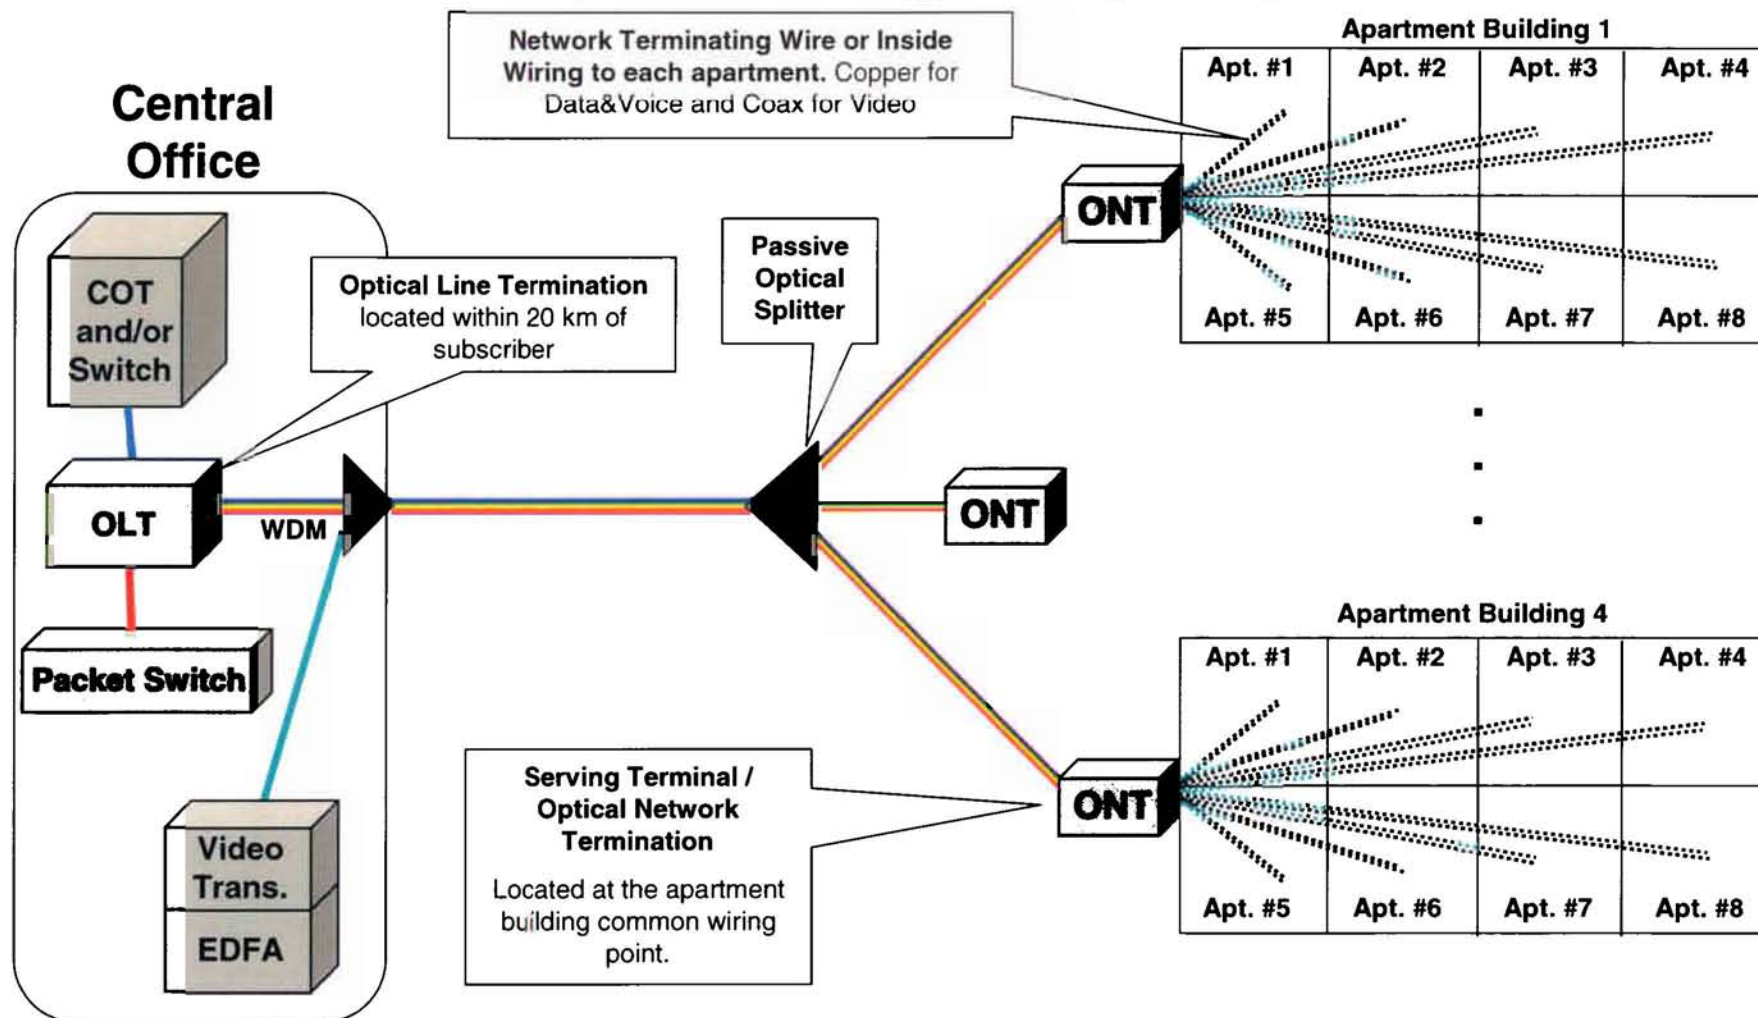 Network Terminating Wire or Inside
Wiring to each apartment. Copper for
Data&Voice and Coax for Video
Apartment Building 1
Apt. #1
Apt. #2
Apt. #3
Apt. #4
Apt. #5
Apt. #6
Apt. #7
Apt. #8
Central
Office
COT
and/or
Switch
Optical Line Termination
located within 20 km of
subscriber
Passive
Optical
Splitter
ONT
OLT
WDM
ONT
Packet Switch
Video
Trans.
EDFA
Serving Terminal /
Optical Network
Termination
Located at the apartment
building common wiring
point.
ONT
Apartment Building 4
Apt. #1
Apt. #2
Apt. #3
Apt. #4
Apt. #5
Apt. #6
Apt. #7
Apt. #8